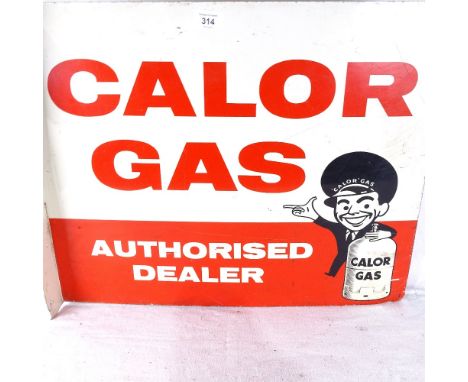 314
CALOR
GAS
CALOR GAS
AUTHORISED
DEALER
CALOR
GAS